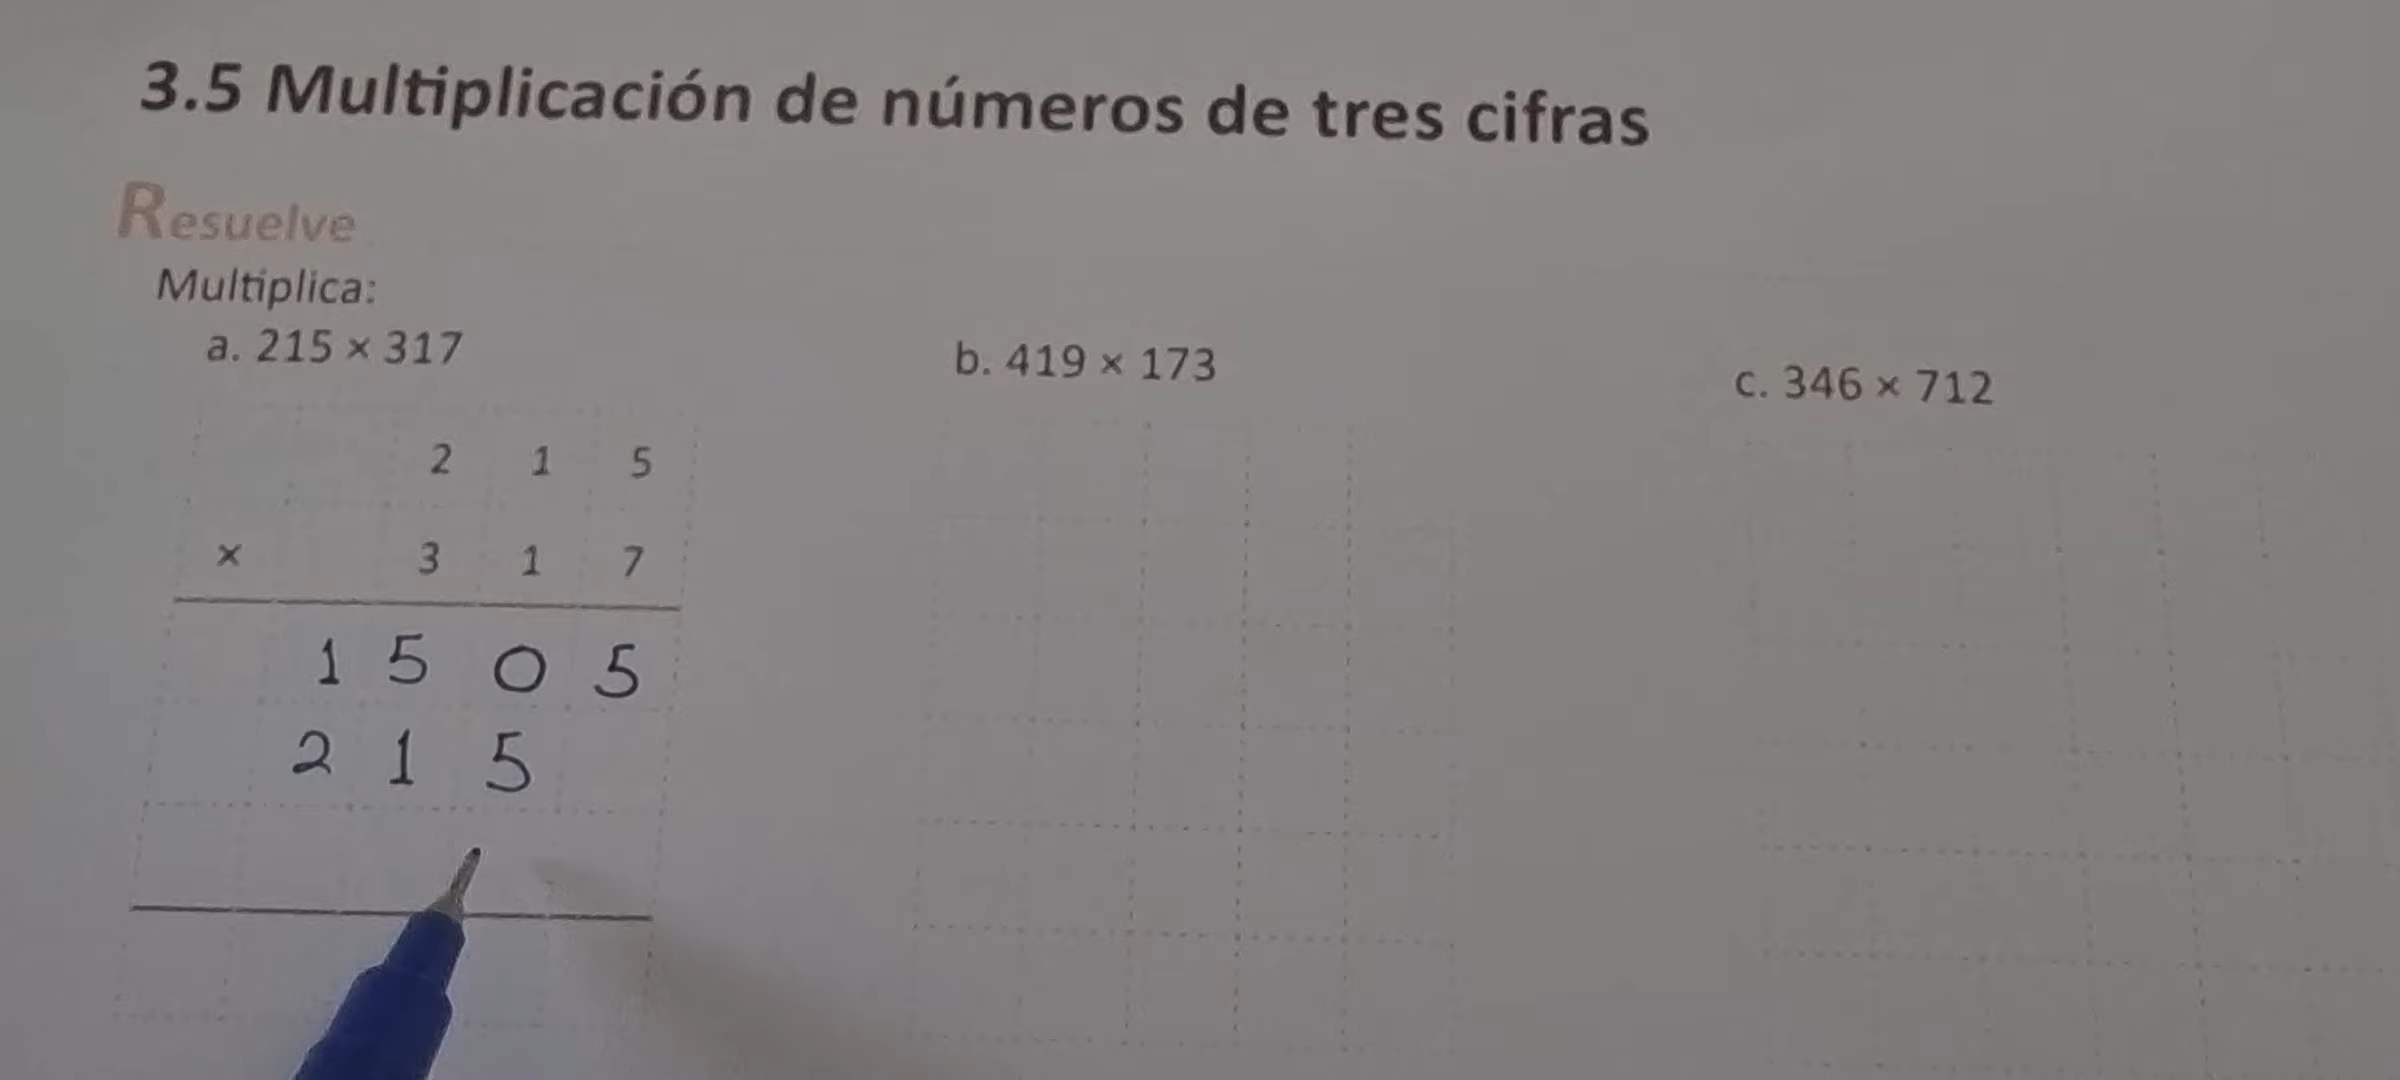 3.5 Multiplicación de números de tres cifras
Resuelve
Multiplica:
a. 215 × 317
b. 419 × 173
c. 346 × 712
2 1 5
× 3 1 7
1 5 0 5
2 1 5